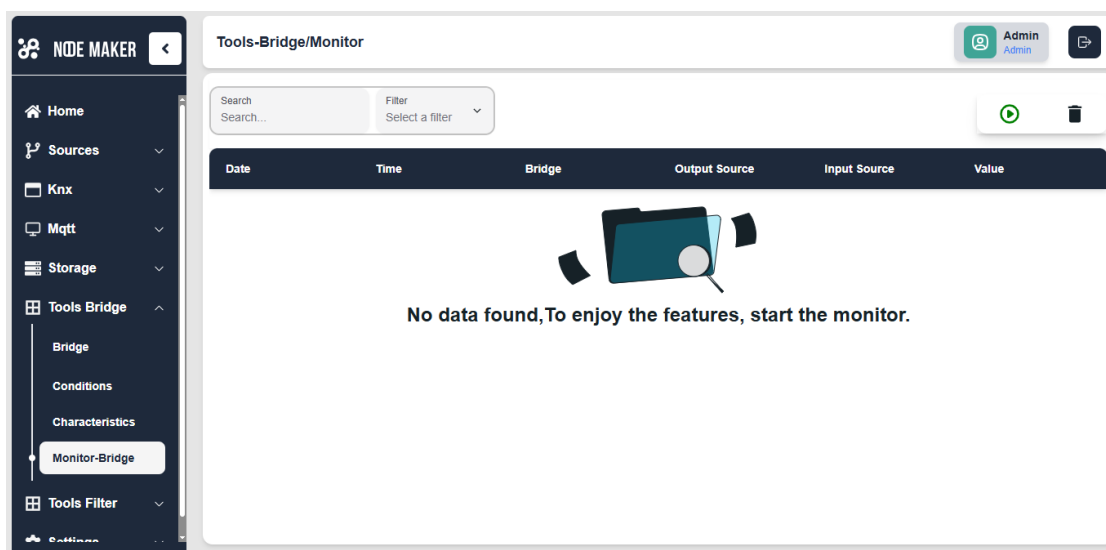 NODE MAKER
Home
Sources
Knx
Mqtt
Storage
Tools Bridge
Bridge
Conditions
Characteristics
Monitor-Bridge
Tools Filter
Settings
Tools-Bridge/Monitor
Admin
Admin
Search
Search...
Filter
Select a filter
Date Time Bridge Output Source Input Source Value
No data found,To enjoy the features, start the monitor.